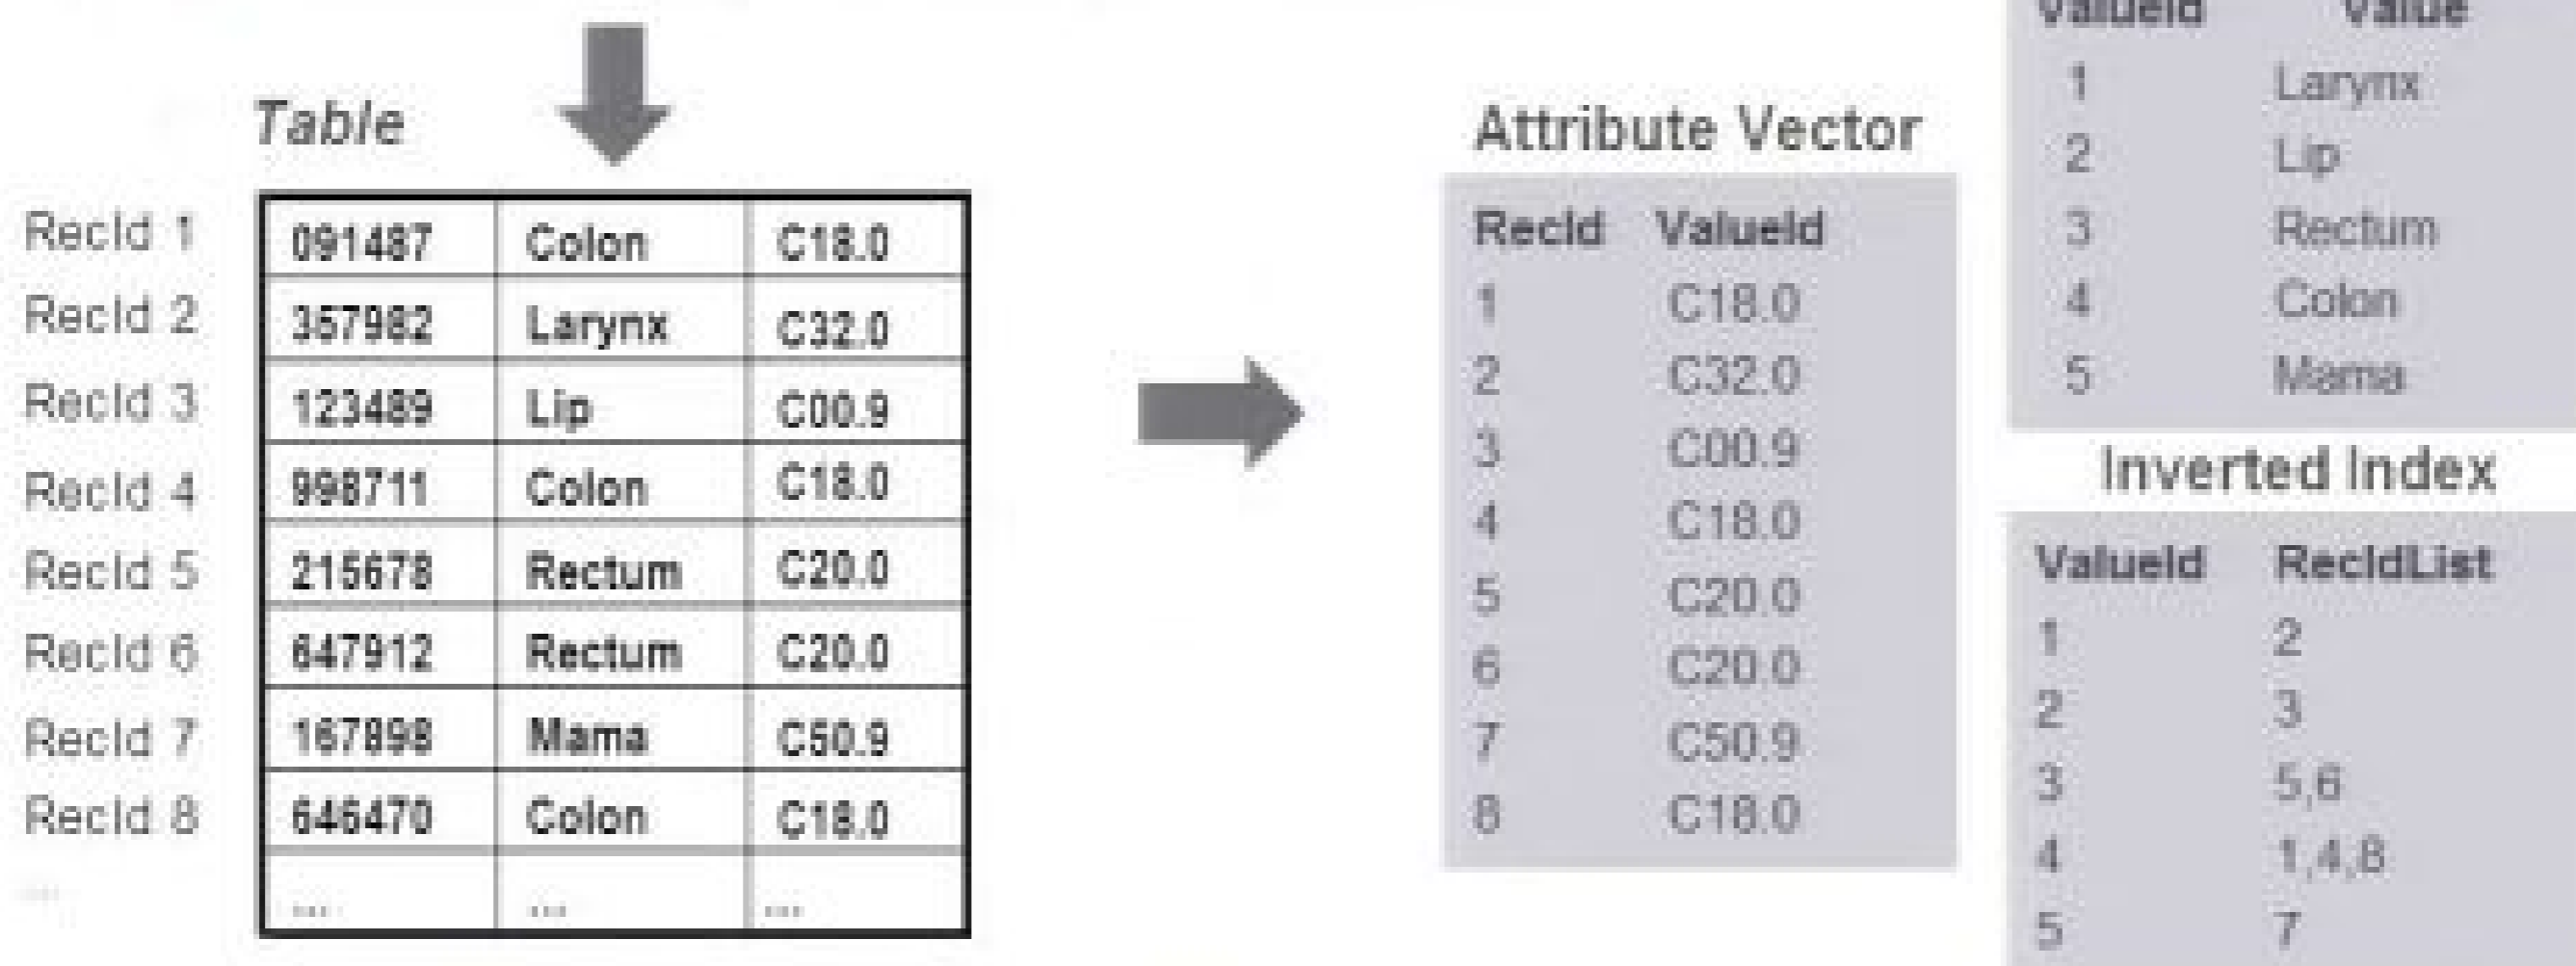 Table
RecId 1 091487 Colon C18.0
RecId 2 357982 Larynx C32.0
RecId 3 123489 Lip C00.9
RecId 4 998711 Colon C18.0
RecId 5 215678 Rectum C20.0
RecId 6 647912 Rectum C20.0
RecId 7 167898 Mama C50.9
RecId 8 646470 Colon C18.0
... ... ... ...
Attribute Vector
RecId ValueId
1 C18.0
2 C32.0
3 C00.9
4 C18.0
5 C20.0
6 C20.0
7 C50.9
8 C18.0
ValueId Value
1 Larynx
2 Lip
3 Rectum
4 Colon
5 Mama
Inverted Index
ValueId RecIdList
1 2
2 3
3 5,6
4 1,4,8
5 7